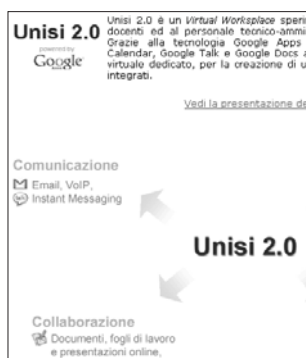 Unisi 2.0
powered by
Google
Unisi 2.0 è un Virtual Worksplace speri
docenti ed al personale tecnico-ammi
Grazie alla tecnologia Google Apps
Calendar, Google Talk e Google Docs a
virtuale dedicato, per la creazione di u
integrati.
Vedi la presentazione de
Comunicazione
Email, VoIP,
Instant Messaging
Unisi 2.0
Collaborazione
Documenti, fogli di lavoro
e presentazioni online,